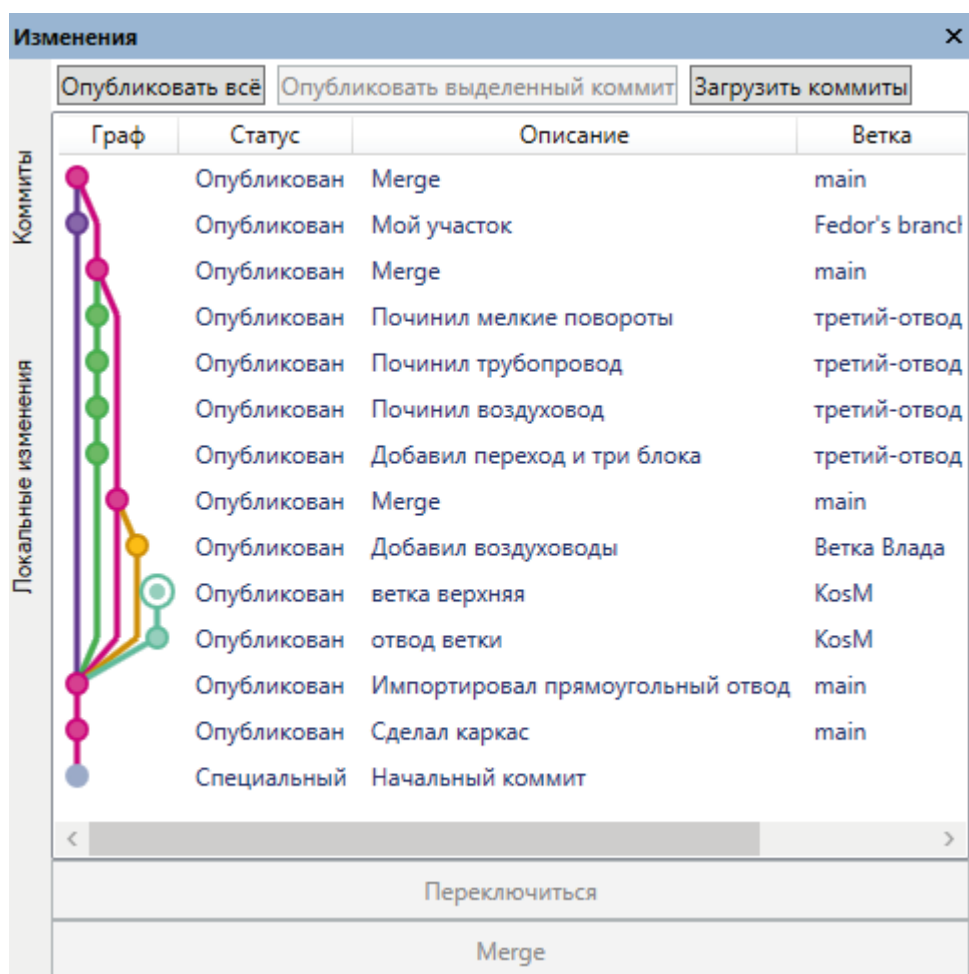 Изменения
Опубликовать всё Опубликовать выделенный коммит Загрузить коммиты
Коммиты
Локальные изменения
Граф Статус Описание Ветка
Опубликован Merge main
Опубликован Мой участок Fedor's branch
Опубликован Merge main
Опубликован Починил мелкие повороты третий-отвод
Опубликован Починил трубопровод третий-отвод
Опубликован Починил воздуховод третий-отвод
Опубликован Добавил переход и три блока третий-отвод
Опубликован Merge main
Опубликован Добавил воздуховоды Ветка Влада
Опубликован ветка верхняя KosM
Опубликован отвод ветки KosM
Опубликован Импортировал прямоугольный отвод main
Опубликован Сделал каркас main
Специальный Начальный коммит
Переключиться
Merge